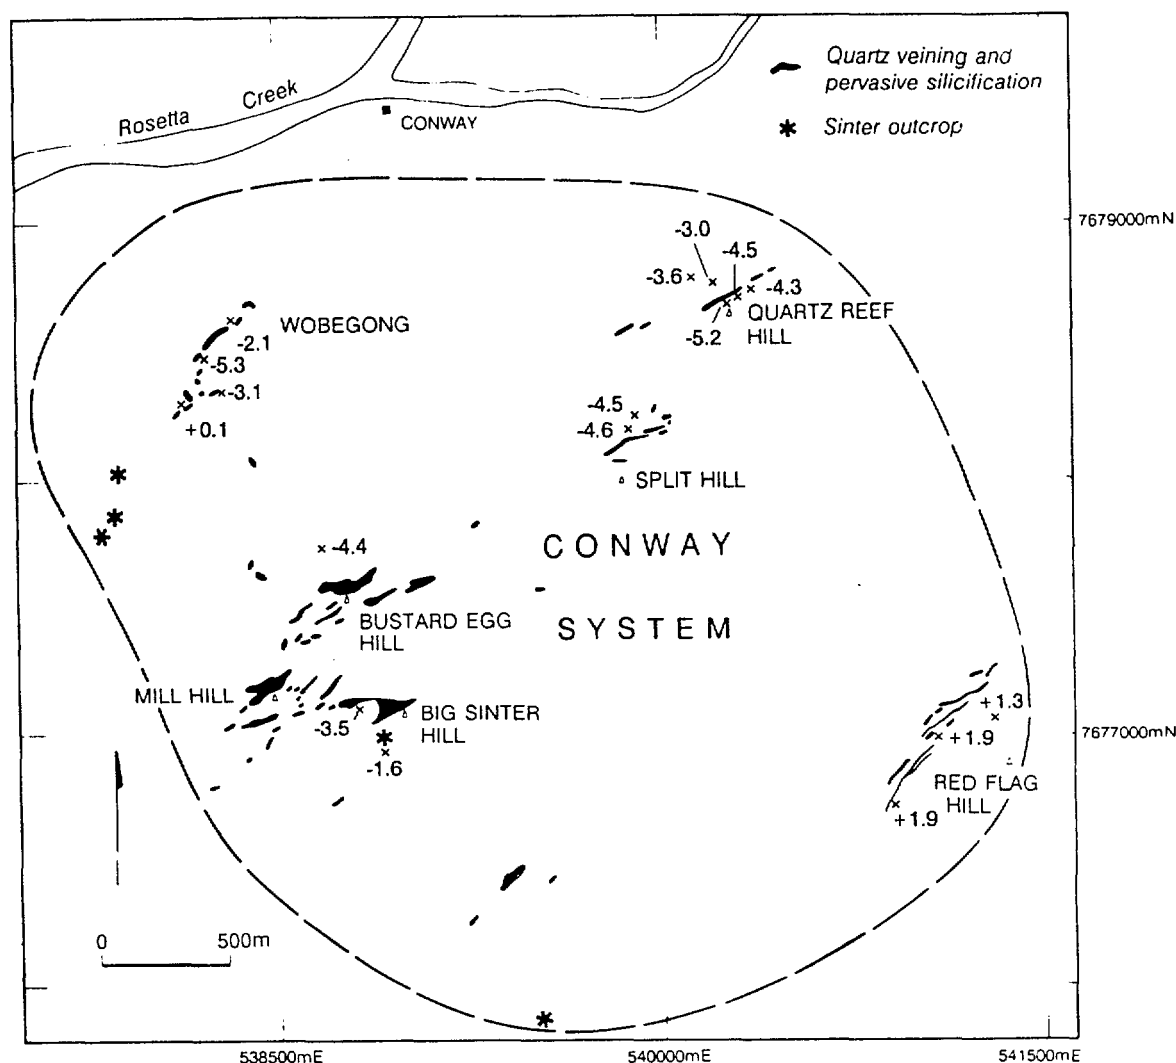 Quartz veining and
pervasive silicification
Sinter outcrop
Rosetta Creek
CONWAY
7679000mN
-3.0
-4.5
-3.6
-4.3
QUARTZ REEF
HILL
-5.2
WOBEGONG
-2.1
-5.3
-3.1
+0.1
-4.5
-4.6
SPLIT HILL
CONWAY
SYSTEM
-4.4
BUSTARD EGG
HILL
MILL HILL
BIG SINTER
HILL
-3.5
-1.6
+1.3
+1.9
7677000mN
RED FLAG
HILL
+1.9
0 500m
538500mE 540000mE 541500mE